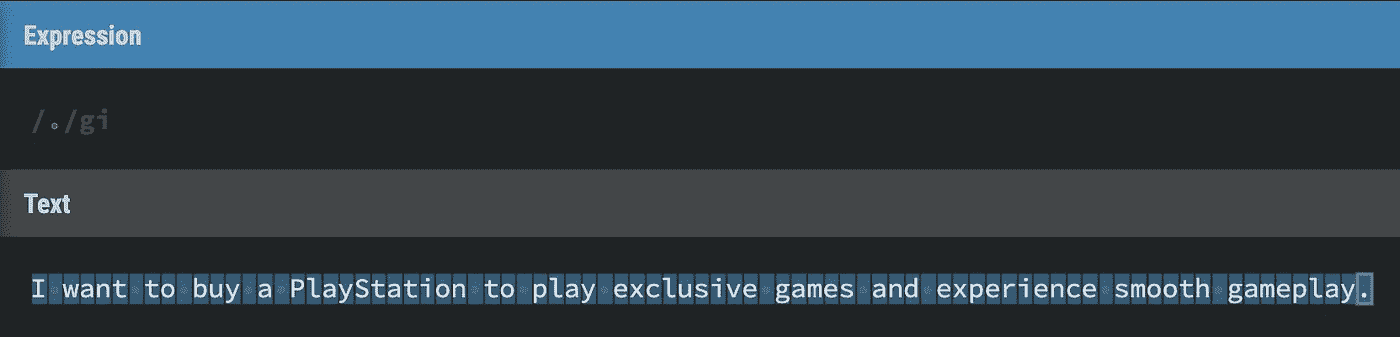 Expression
/./gi
Text
I want to buy a PlayStation to play exclusive games and experience smooth gameplay.